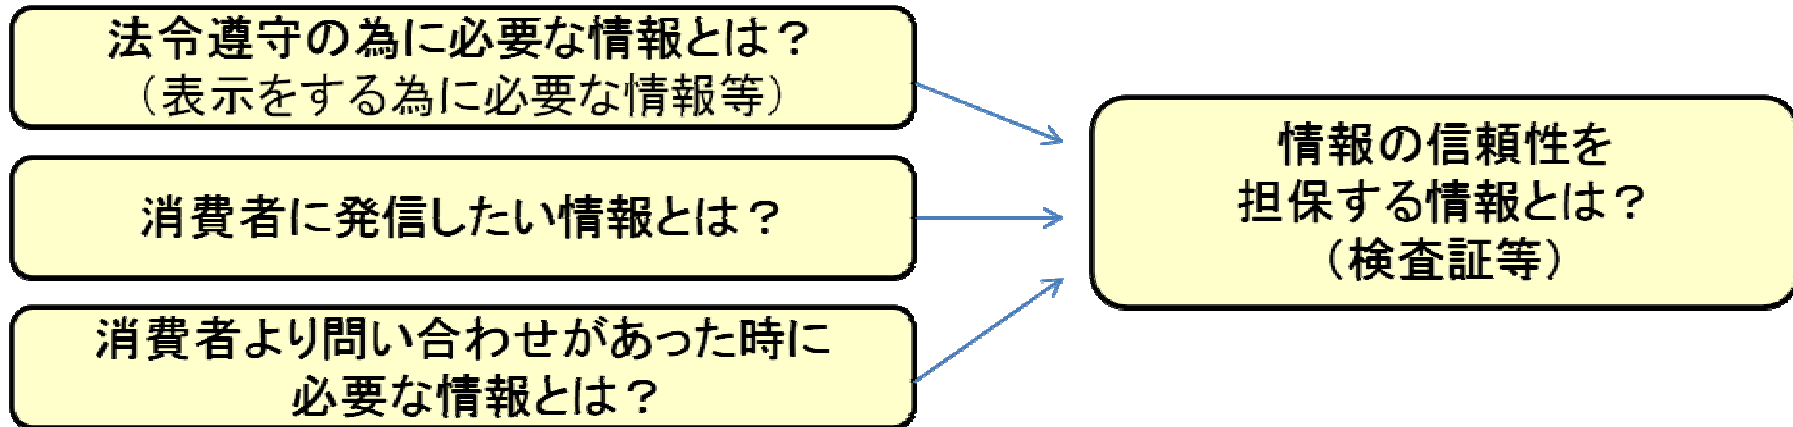 法令遵守の為に必要な情報とは？
（表示をする為に必要な情報等）
消費者に発信したい情報とは？
消費者より問い合わせがあった時に
必要な情報とは？
情報の信頼性を
担保する情報とは？
（検査証等）